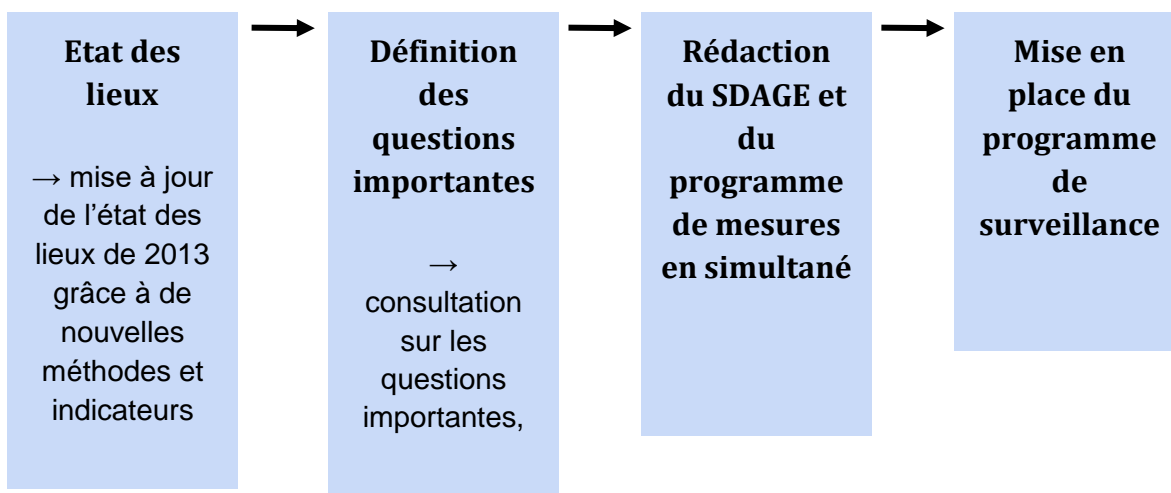 Etat des
lieux
→ mise à jour
de l’état des
lieux de 2013
grâce à de
nouvelles
méthodes et
indicateurs
Définition
des
questions
importantes
→
consultation
sur les
questions
importantes,
Rédaction
du SDAGE et
du
programme
de mesures
en simultané
Mise en
place du
programme
de
surveillance